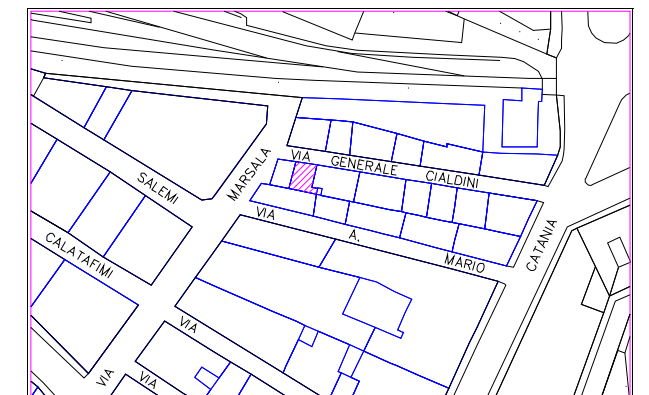 VIA GENERALE CIALDINI
MARSALA
SALEMI
VIA A. MARIO
CATANIA
CALATAFIMI
VIA
VIA
VIA